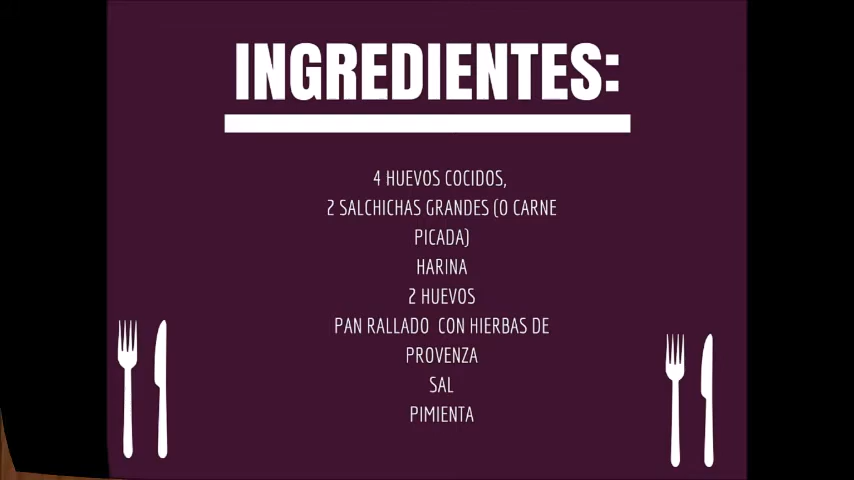 INGREDIENTES:
4 HUEVOS COCIDOS,
2 SALCHICHAS GRANDES (O CARNE
PICADA)
HARINA
2 HUEVOS
PAN RALLADO CON HIERBAS DE
PROVENZA
SAL
PIMIENTA